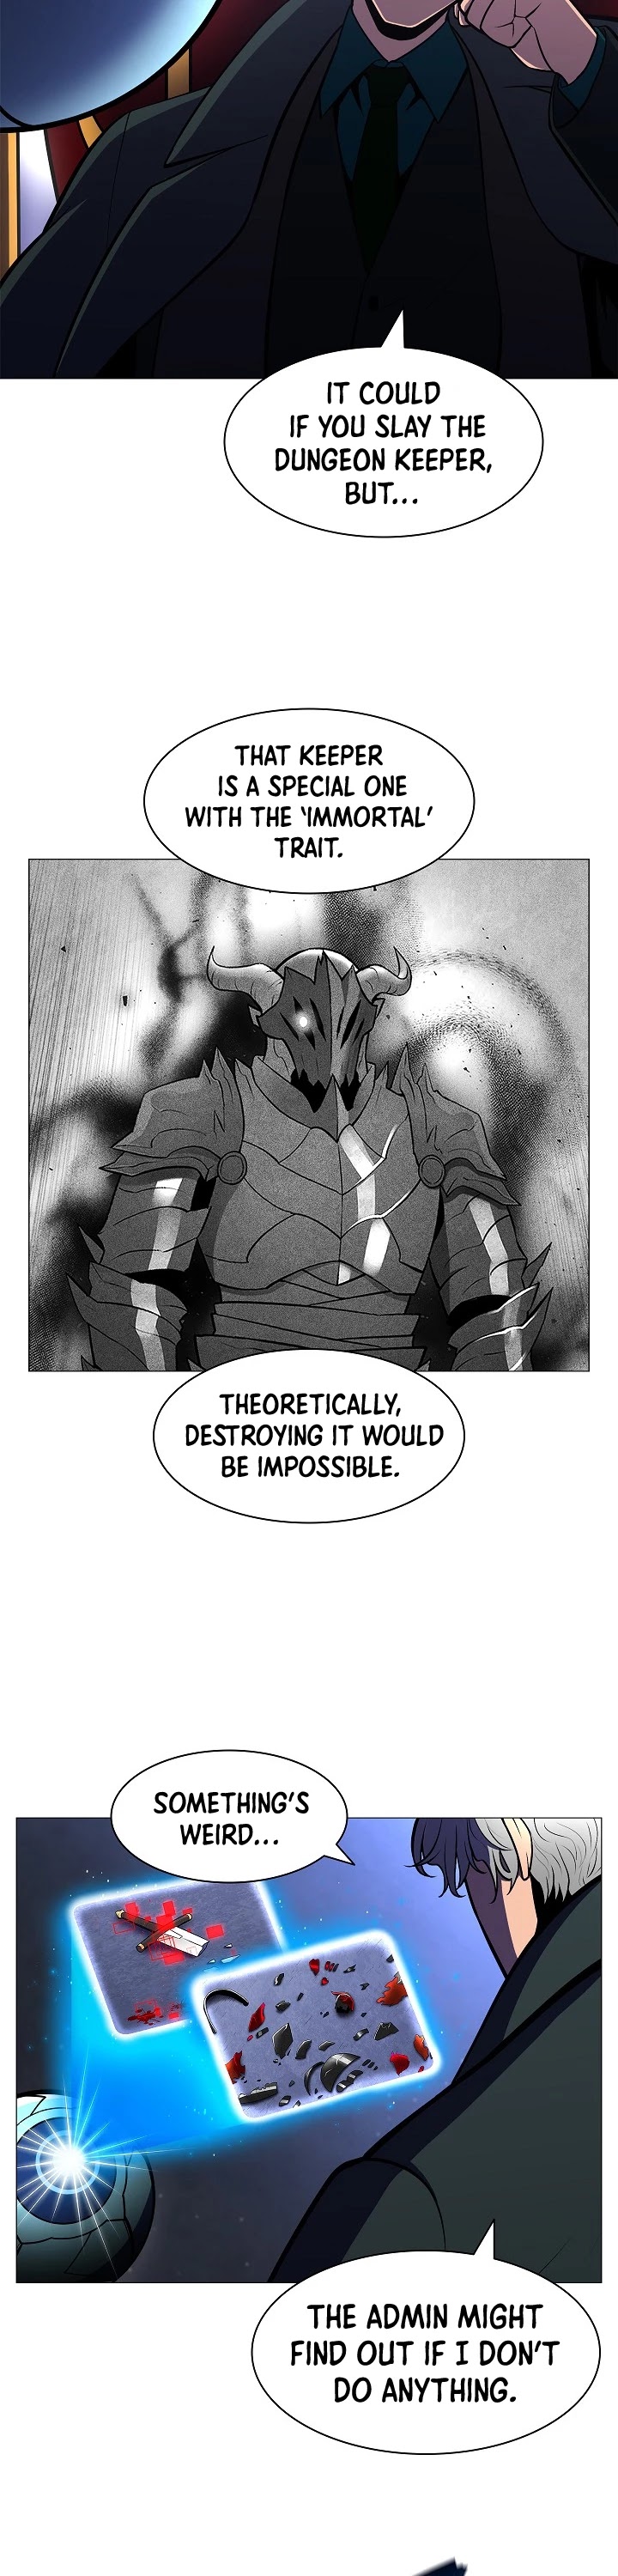 IT COULD
IF YOU SLAY THE
DUNGEON KEEPER,
BUT...
THAT KEEPER
IS A SPECIAL ONE
WITH THE 'IMMORTAL'
TRAIT.
THEORETICALLY,
DESTROYING IT WOULD
BE IMPOSSIBLE.
SOMETHING'S
WEIRD...
THE ADMIN MIGHT
FIND OUT IF I DON'T
DO ANYTHING.